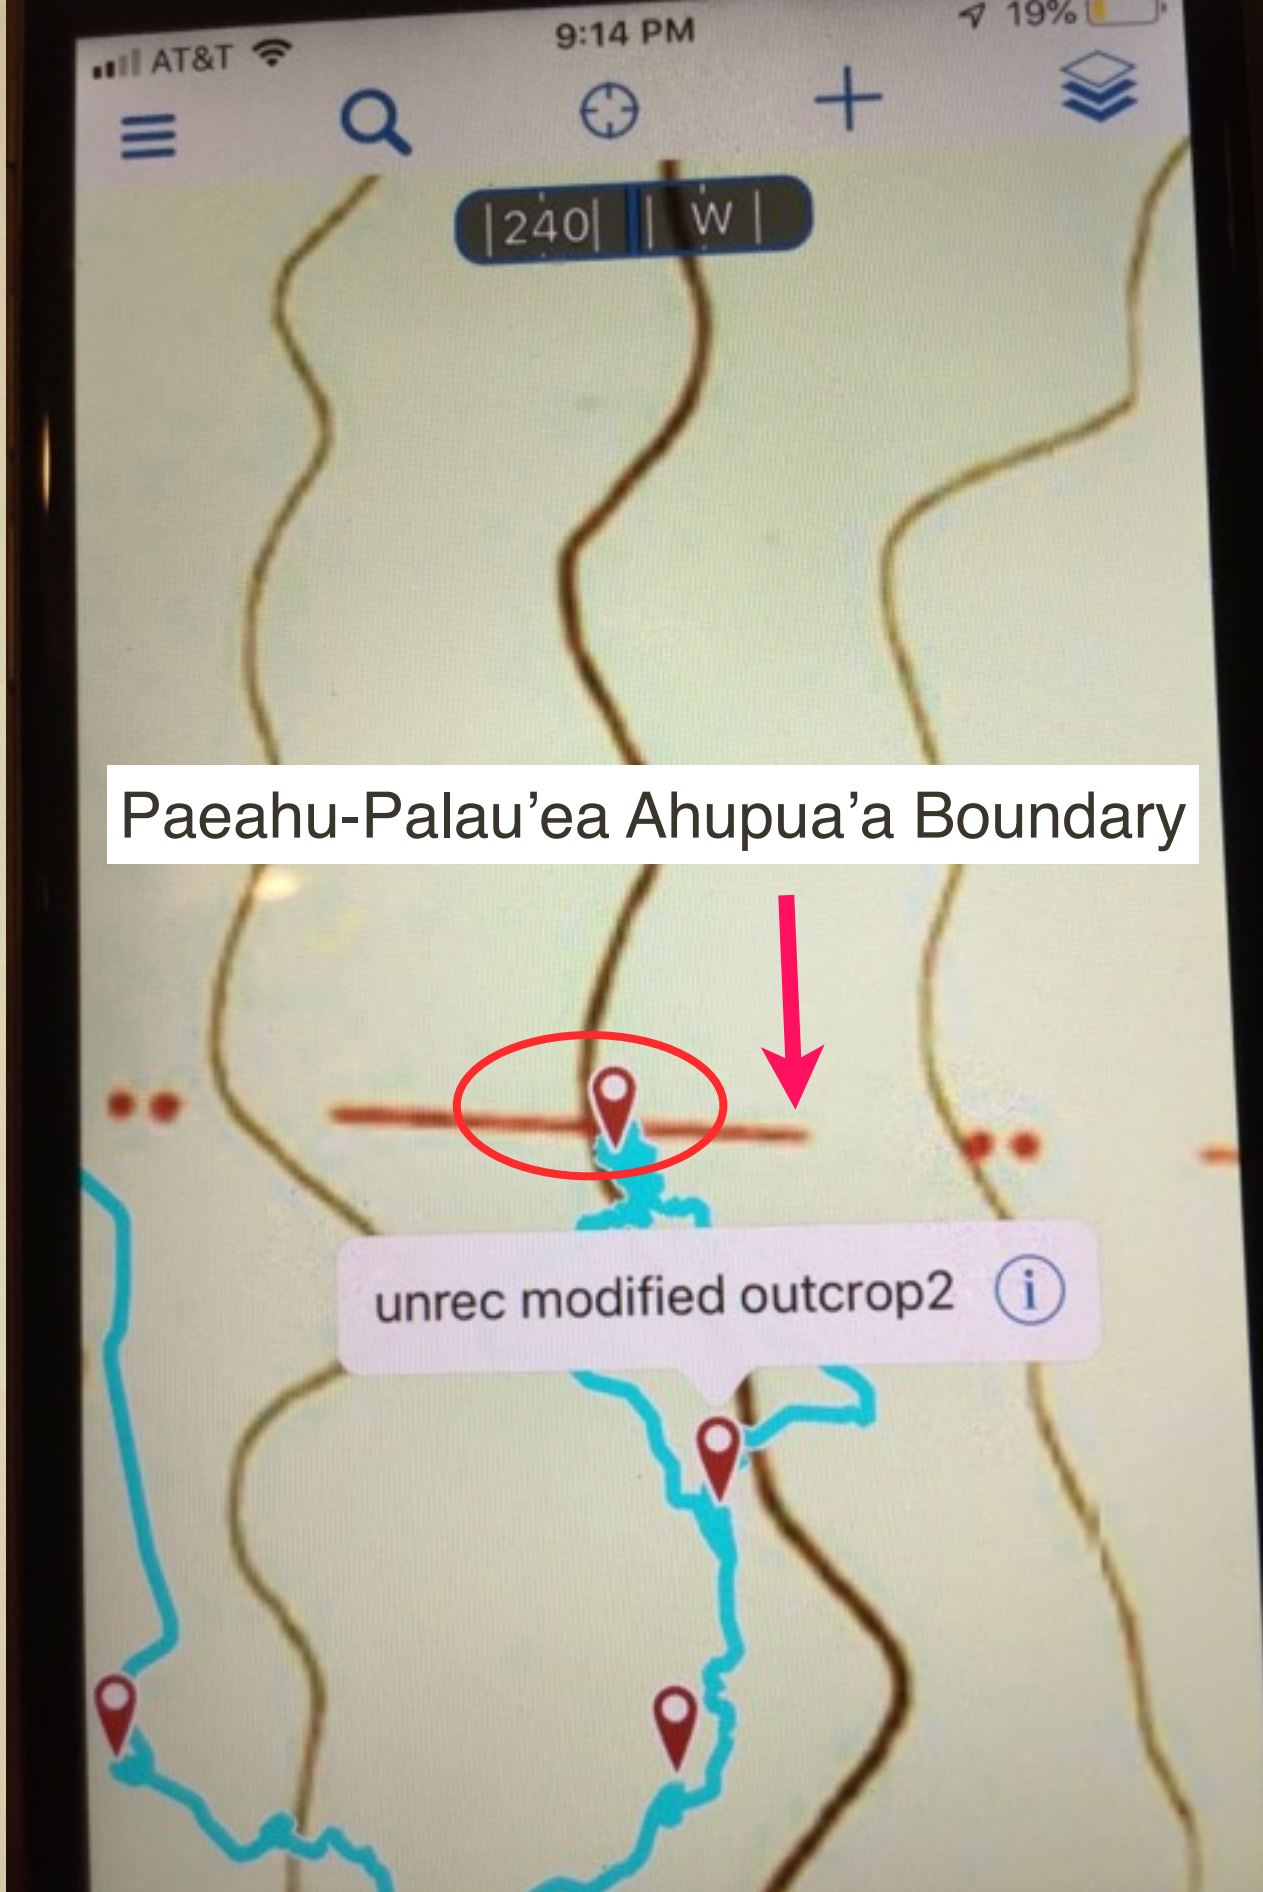 AT&T 9:14 PM 19%
|240| | W |
Paeahu-Palau’ea Ahupua’a Boundary
unrec modified outcrop2 i